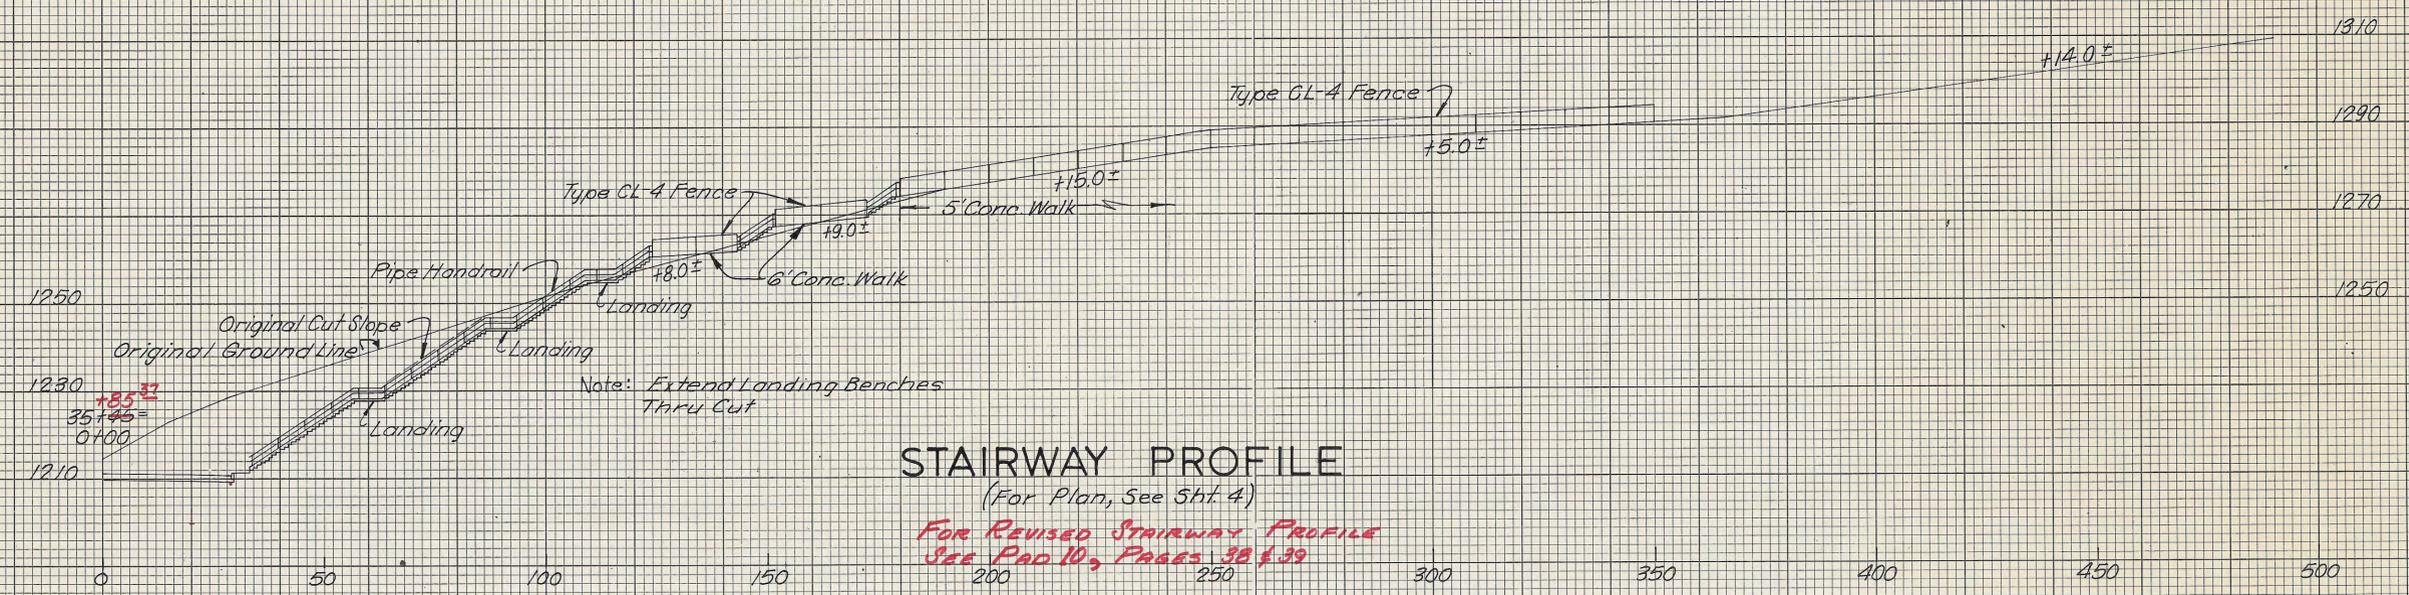 1310
+14.0±
Type CL-4 Fence
1290
+5.0±
Type CL-4 Fence
+15.0±
5' Conc. Walk
1270
+9.0±
Pipe Handrail
+8.0±
6' Conc. Walk
1250
Landing
1250
Original Cut Slope
Original Ground Line
Landing
1230
Note: Extend Landing Benches
Thru Cut
+85 37
35+45=
0+00
Landing
1210
STAIRWAY PROFILE
(For Plan, See Sht. 4)
FOR REVISED STAIRWAY PROFILE
SEE PAD 10, PAGES 38 & 39
0 50 100 150 200 250 300 350 400 450 500